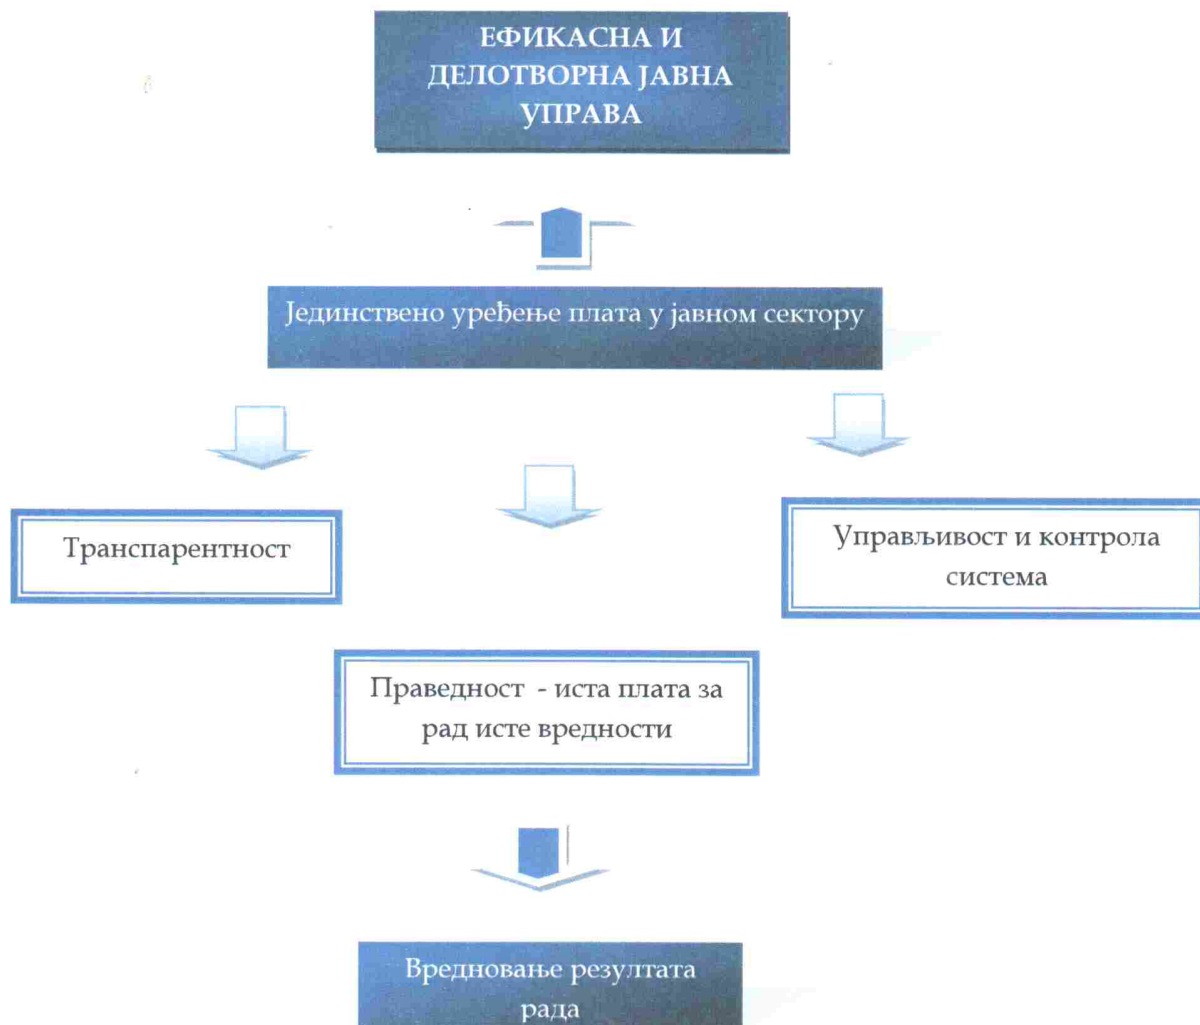 ЕФИКАСНА И
ДЕЛОТВОРНА ЈАВНА
УПРАВА
Јединствено уређење плата у јавном сектору
Транспарентност
Управљивост и контрола
система
Праведност - иста плата за
рад исте вредности
Вредновање резултата
рада